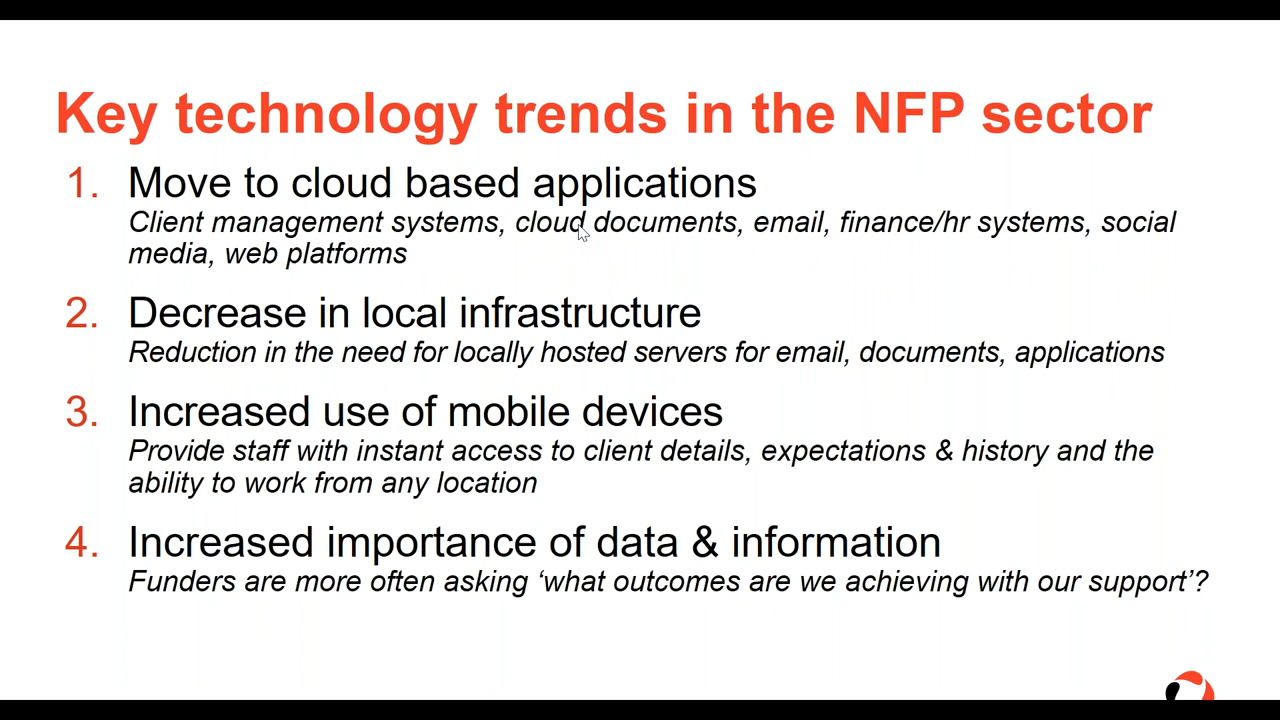 Key technology trends in the NFP sector
1. Move to cloud based applications
Client management systems, cloud documents, email, finance/hr systems, social
media, web platforms
2. Decrease in local infrastructure
Reduction in the need for locally hosted servers for email, documents, applications
3. Increased use of mobile devices
Provide staff with instant access to client details, expectations & history and the
ability to work from any location
4. Increased importance of data & information
Funders are more often asking ‘what outcomes are we achieving with our support’?